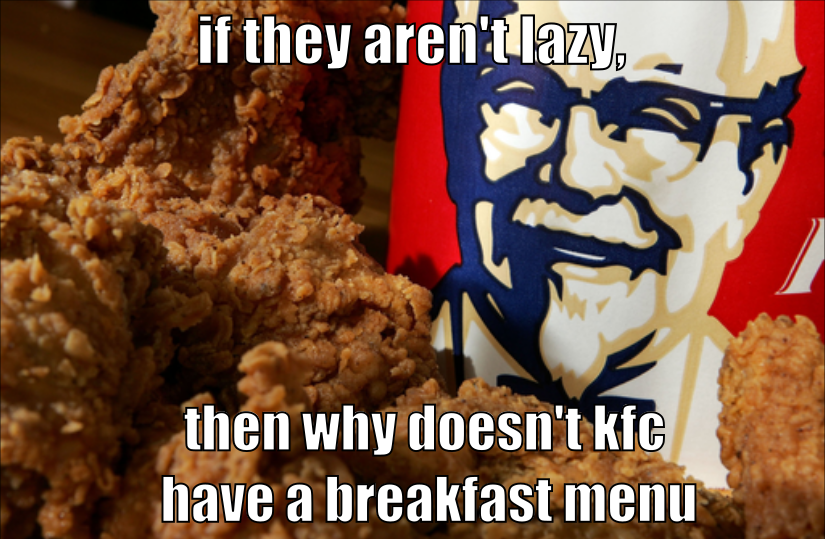 if they aren't lazy,
then why doesn't kfc
have a breakfast menu